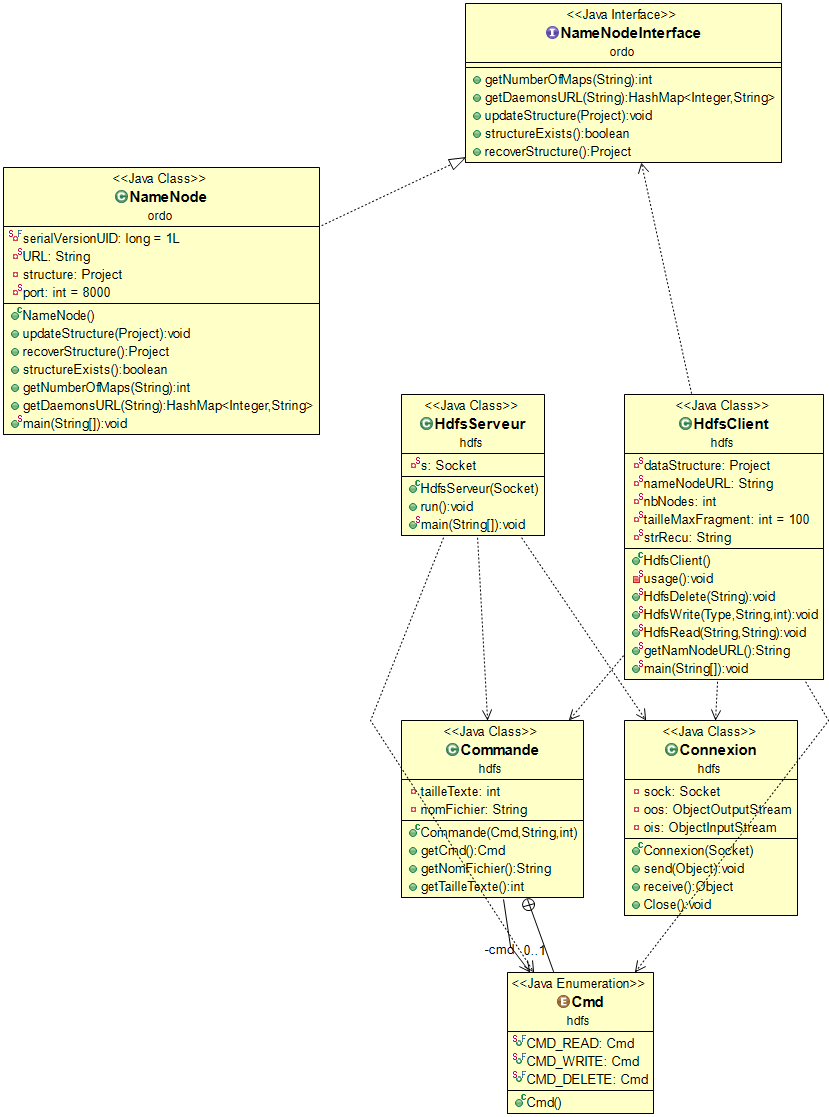 <<Java Interface>>
NameNodeInterface
ordo
getNumberOfMaps(String):int
getDaemonsURL(String):HashMap<Integer,String>
updateStructure(Project):void
structureExists():boolean
recoverStructure():Project
<<Java Class>>
NameNode
ordo
serialVersionUID: long = 1L
URL: String
structure: Project
port: int = 8000
NameNode()
updateStructure(Project):void
recoverStructure():Project
structureExists():boolean
getNumberOfMaps(String):int
getDaemonsURL(String):HashMap<Integer,String>
main(String[]):void
<<Java Class>>
HdfsServeur
hdfs
s: Socket
HdfsServeur(Socket)
run():void
main(String[]):void
<<Java Class>>
HdfsClient
hdfs
dataStructure: Project
nameNodeURL: String
nbNodes: int
tailleMaxFragment: int = 100
strRecu: String
HdfsClient()
usage():void
HdfsDelete(String):void
HdfsWrite(Type,String,int):void
HdfsRead(String,String):void
getNamNodeURL():String
main(String[]):void
<<Java Class>>
Commande
hdfs
tailleTexte: int
nomFichier: String
Commande(Cmd,String,int)
getCmd():Cmd
getNomFichier():String
getTailleTexte():int
<<Java Class>>
Connexion
hdfs
sock: Socket
oos: ObjectOutputStream
ois: ObjectInputStream
Connexion(Socket)
send(Object):void
receive():Object
Close():void
-cmd 0..1
<<Java Enumeration>>
Cmd
hdfs
CMD_READ: Cmd
CMD_WRITE: Cmd
CMD_DELETE: Cmd
Cmd()